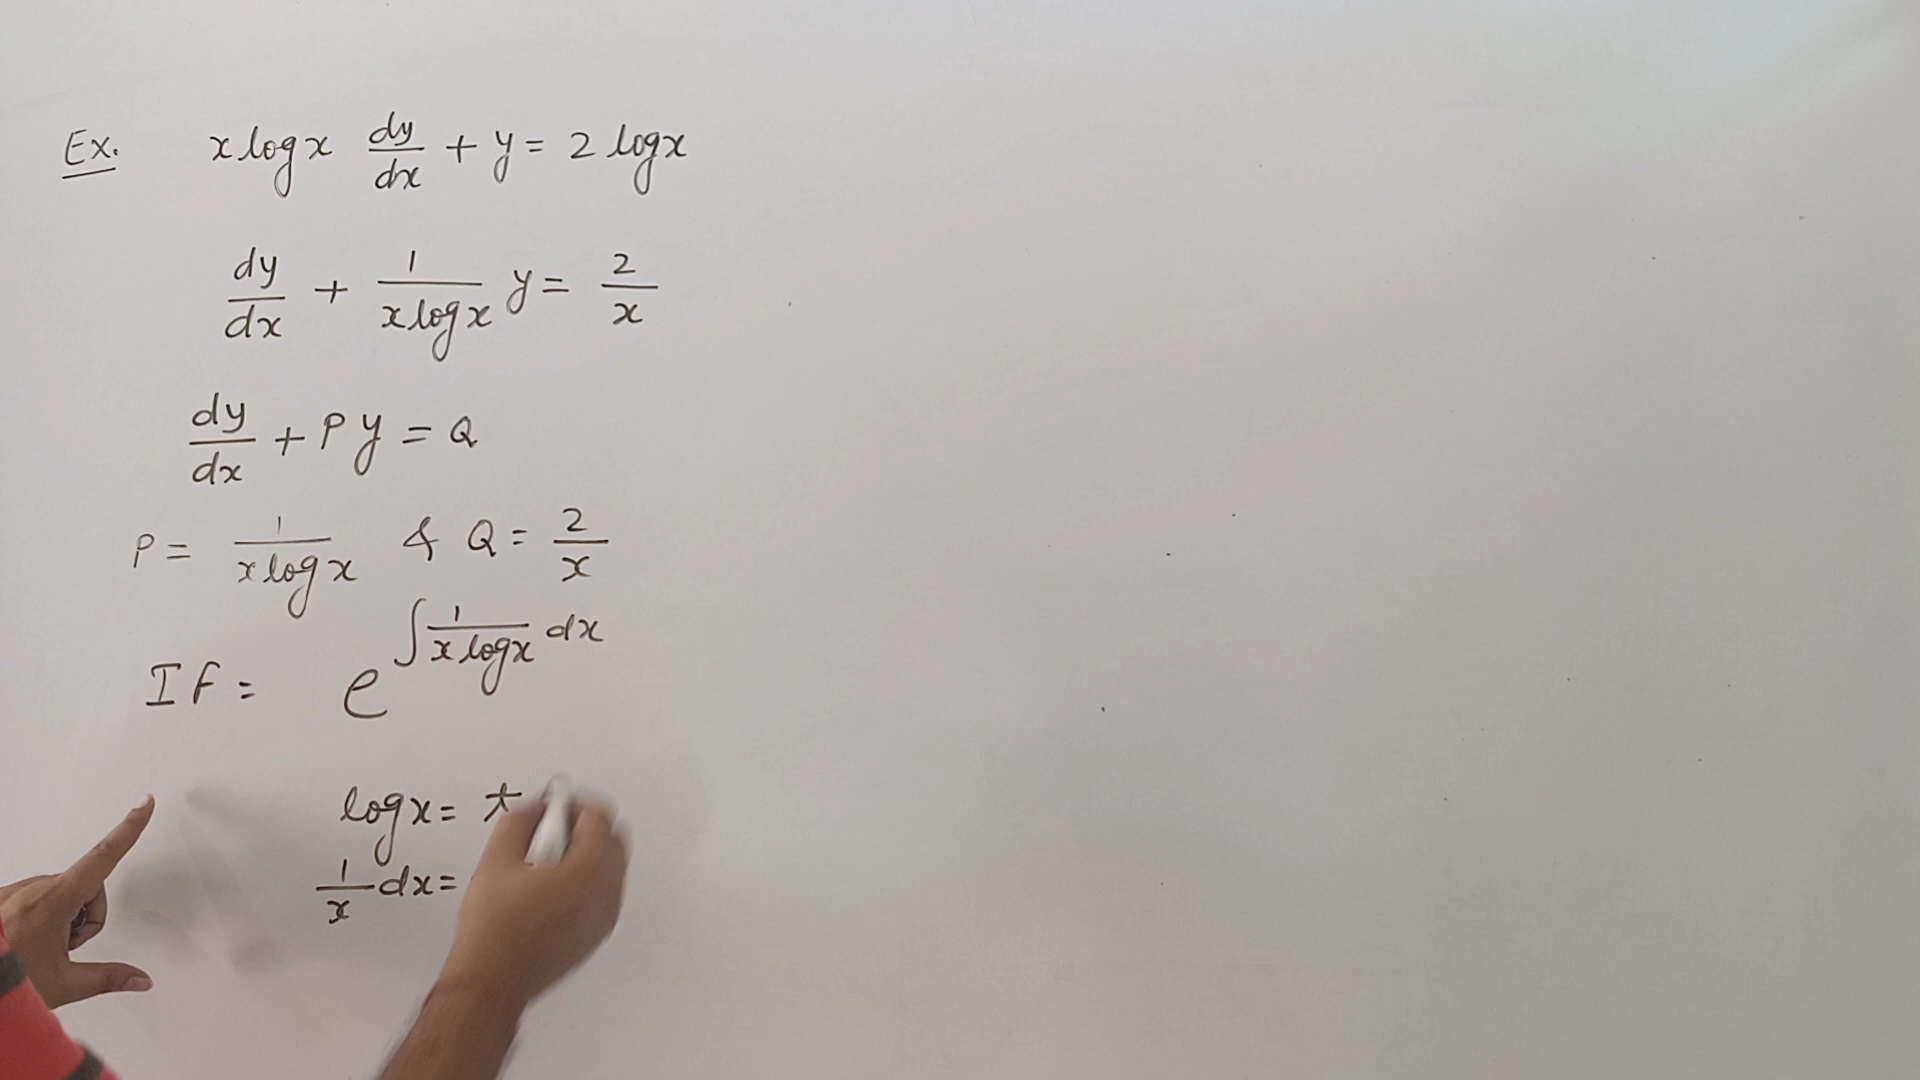 Ex. x log x dy/dx + y = 2 log x
dy/dx + 1/(x log x) y = 2/x
dy/dx + P y = Q
P = 1/(x log x) & Q = 2/x
IF = e^∫ 1/(x log x) dx
log x = t
1/x dx =